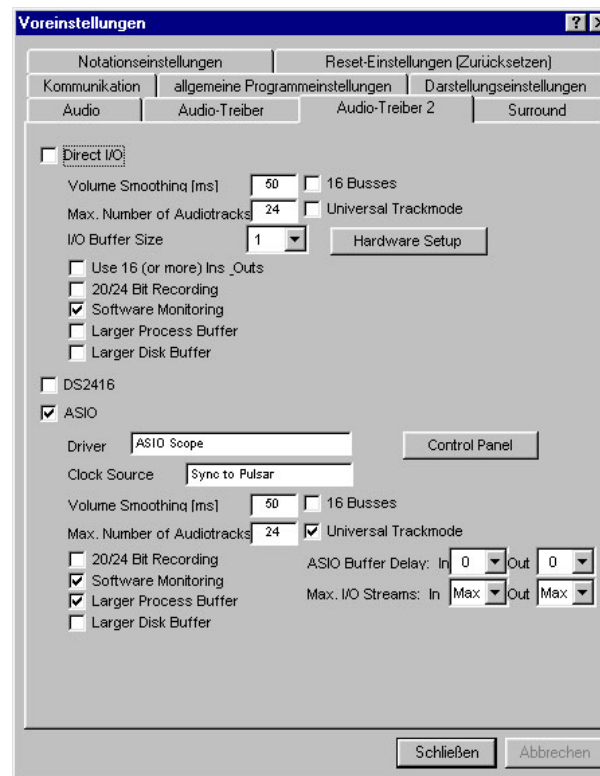 Voreinstellungen
Notationseinstellungen Reset-Einstellungen (Zurücksetzen)
Kommunikation allgemeine Programmeinstellungen Darstellungseinstellungen
Audio Audio-Treiber Audio-Treiber 2 Surround
Direct I/O
Volume Smoothing [ms] 50 16 Busses
Max. Number of Audiotracks 24 Universal Trackmode
I/O Buffer Size 1 Hardware Setup
Use 16 (or more) Ins_Outs
20/24 Bit Recording
Software Monitoring
Larger Process Buffer
Larger Disk Buffer
DS2416
ASIO
Driver ASIO Scope Control Panel
Clock Source Sync to Pulsar
Volume Smoothing [ms] 50 16 Busses
Max. Number of Audiotracks 24 Universal Trackmode
20/24 Bit Recording ASIO Buffer Delay: In 0 Out 0
Software Monitoring
Larger Process Buffer Max. I/O Streams: In Max Out Max
Larger Disk Buffer
Schließen Abbrechen